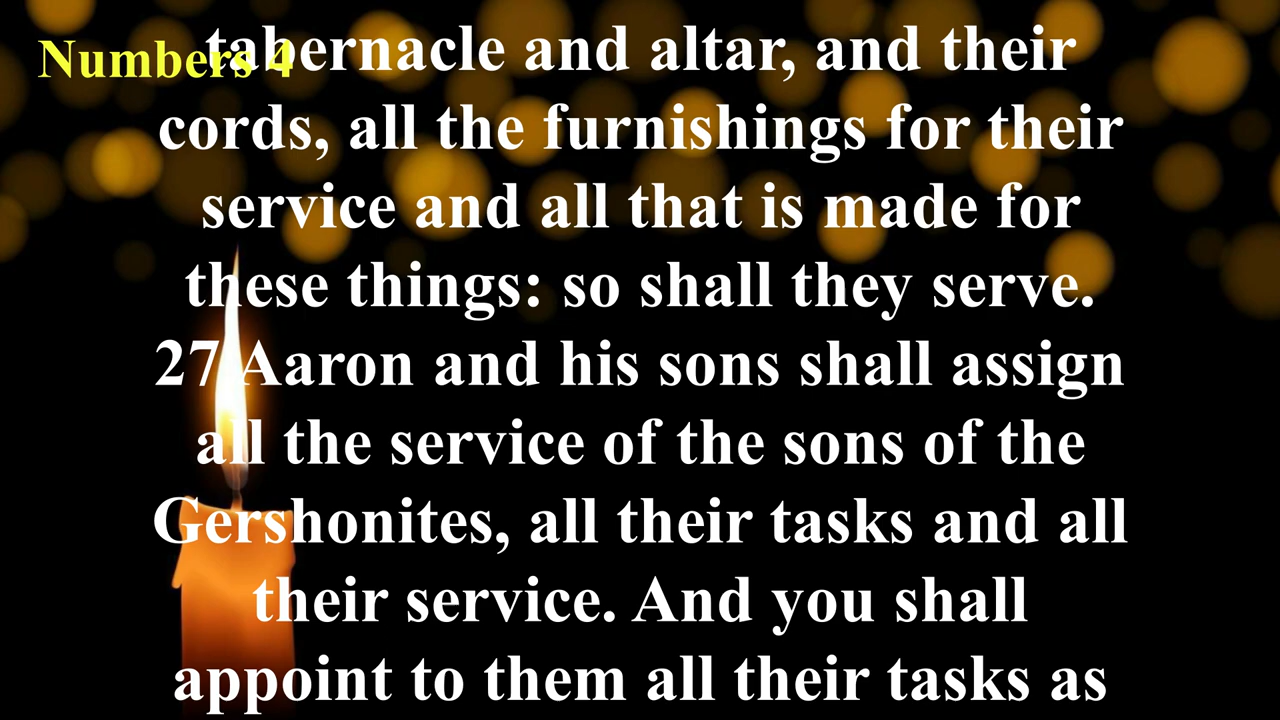 Numbers 4
tabernacle and altar, and their
cords, all the furnishings for their
service and all that is made for
these things: so shall they serve.
27 Aaron and his sons shall assign
all the service of the sons of the
Gershonites, all their tasks and all
their service. And you shall
appoint to them all their tasks as